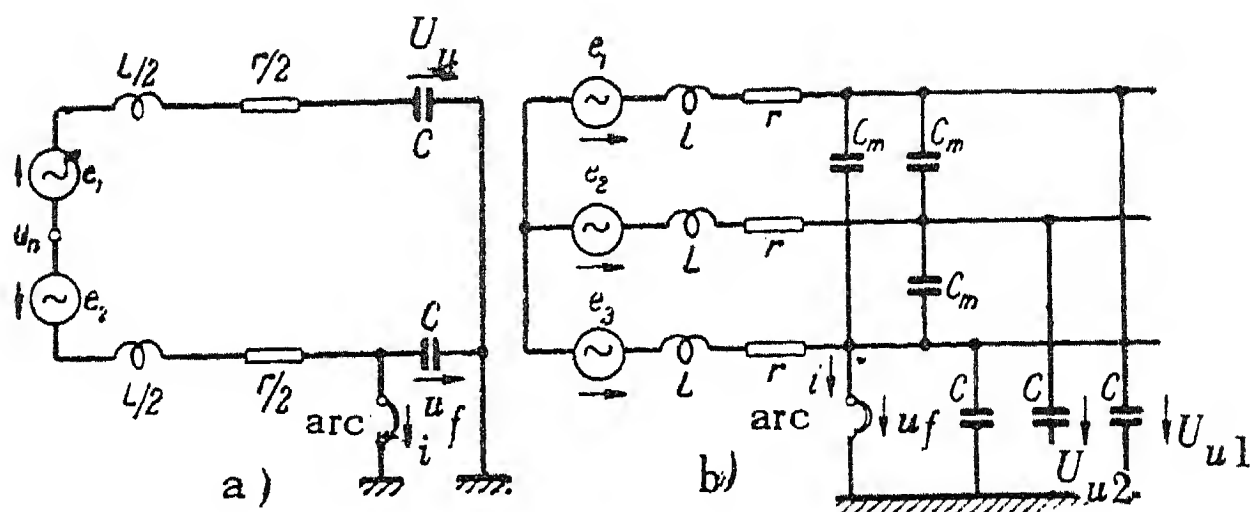 U_u
L/2
r/2
C
e_1
u_n
e_2
L/2
r/2
C
u_f
arc
i
a)
e_1
L
r
C_m
C_m
e_2
L
r
C_m
e_3
L
r
i
arc
u_f
C
C
C
U_u2
U_u1
b)